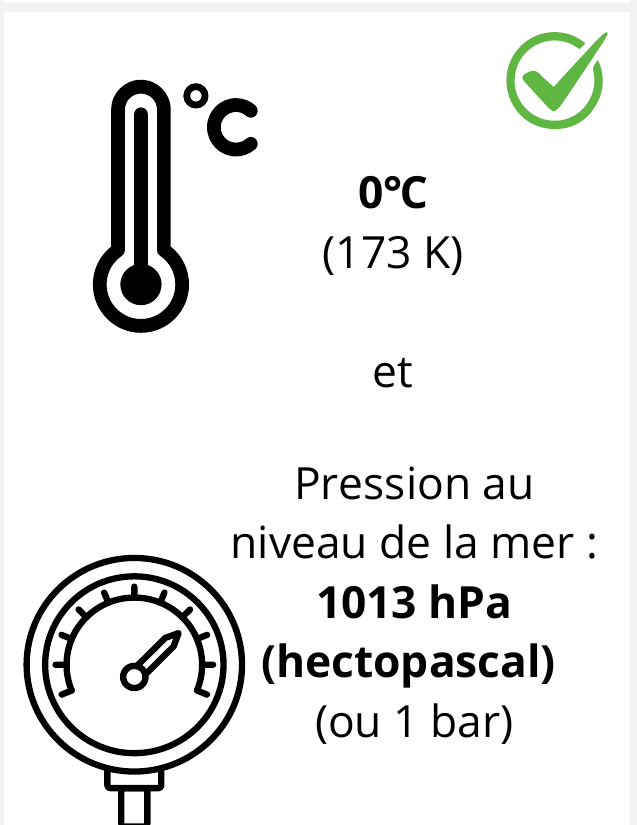 °C
0°C
(173 K)
et
Pression au
niveau de la mer :
1013 hPa
(hectopascal)
(ou 1 bar)